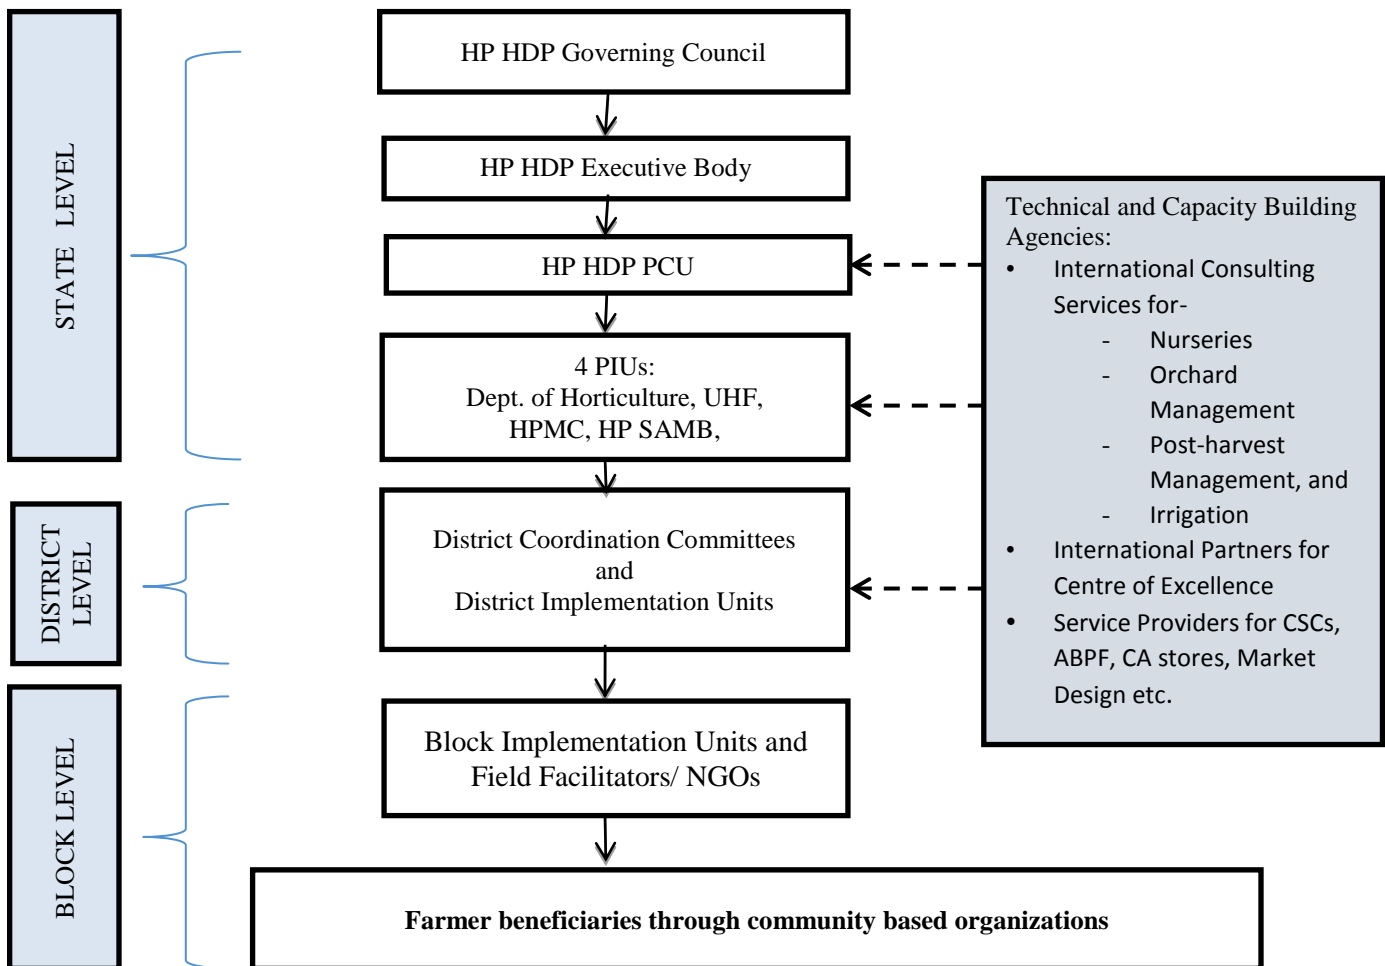 STATE LEVEL
HP HDP Governing Council
HP HDP Executive Body
HP HDP PCU
4 PIUs:
Dept. of Horticulture, UHF,
HPMC, HP SAMB,
DISTRICT
LEVEL
District Coordination Committees
and
District Implementation Units
BLOCK LEVEL
Block Implementation Units and
Field Facilitators/ NGOs
Farmer beneficiaries through community based organizations
Technical and Capacity Building
Agencies:
• International Consulting
Services for-
- Nurseries
- Orchard
Management
- Post-harvest
Management, and
- Irrigation
• International Partners for
Centre of Excellence
• Service Providers for CSCs,
ABPF, CA stores, Market
Design etc.